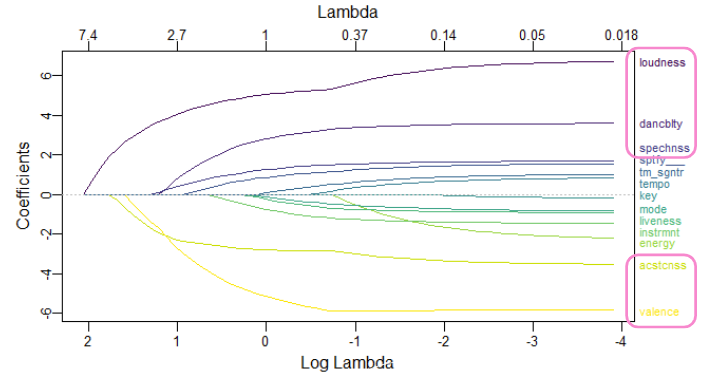 Lambda
7.4 2.7 1 0.37 0.14 0.05 0.018
6
4
2
0
-2
-4
-6
Coefficients
loudness
dancblty
spechnss
sptfy___
tm_sgntr
tempo
key
mode
liveness
instrmnt
energy
acstcnss
valence
2 1 0 -1 -2 -3 -4
Log Lambda